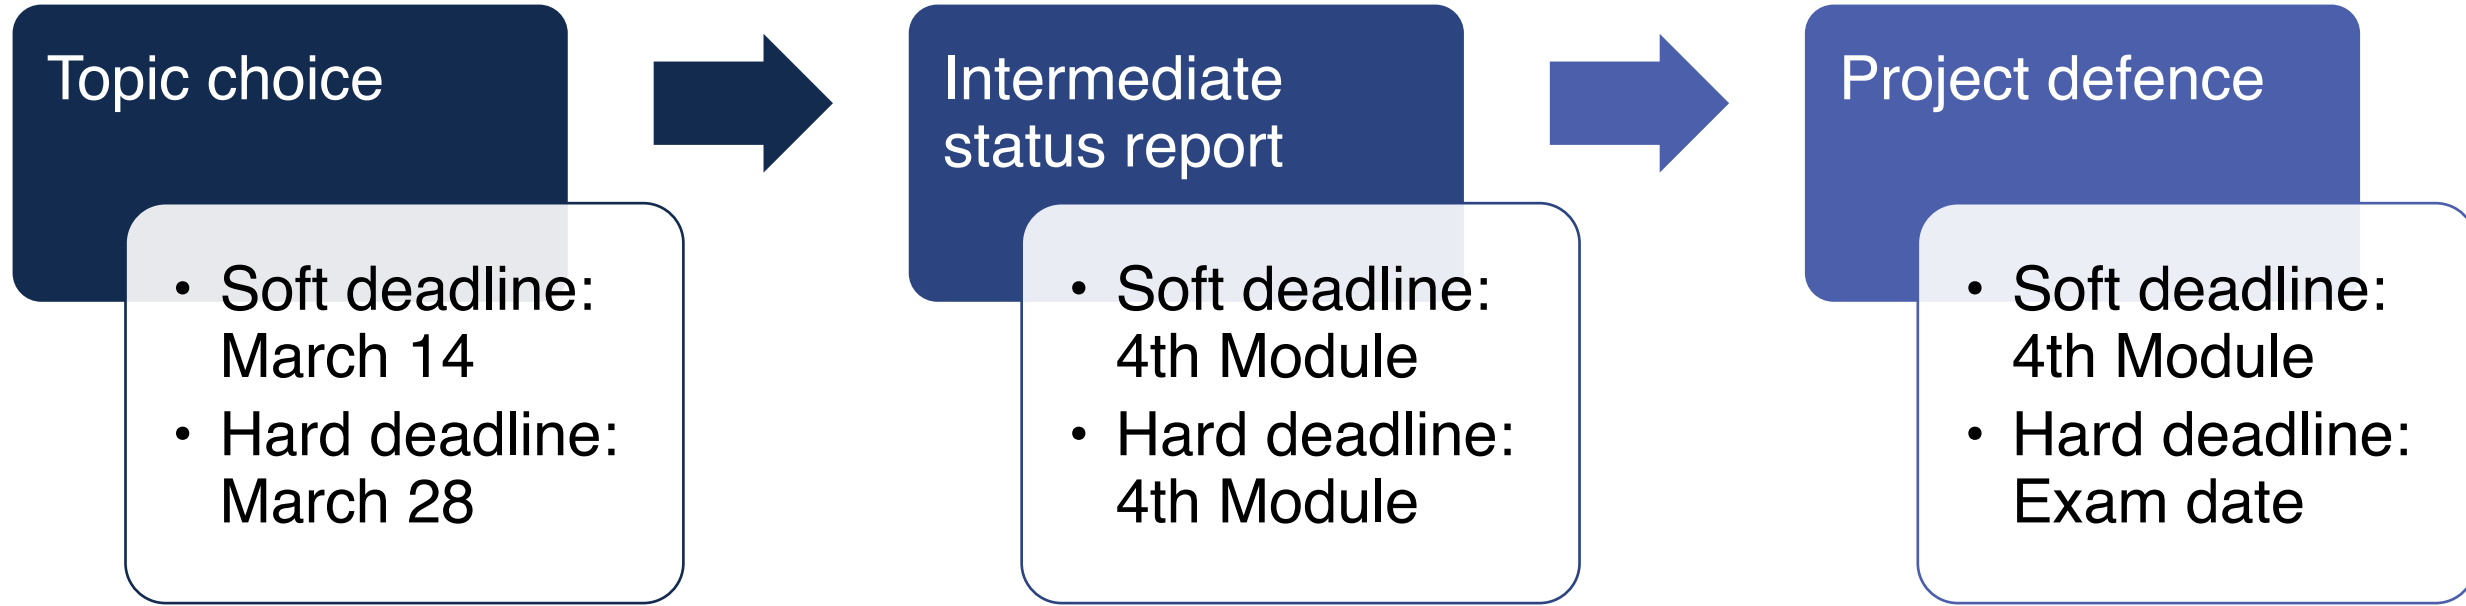 Topic choice
• Soft deadline:
March 14
• Hard deadline:
March 28
Intermediate
status report
• Soft deadline:
4th Module
• Hard deadline:
4th Module
Project defence
• Soft deadline:
4th Module
• Hard deadline:
Exam date